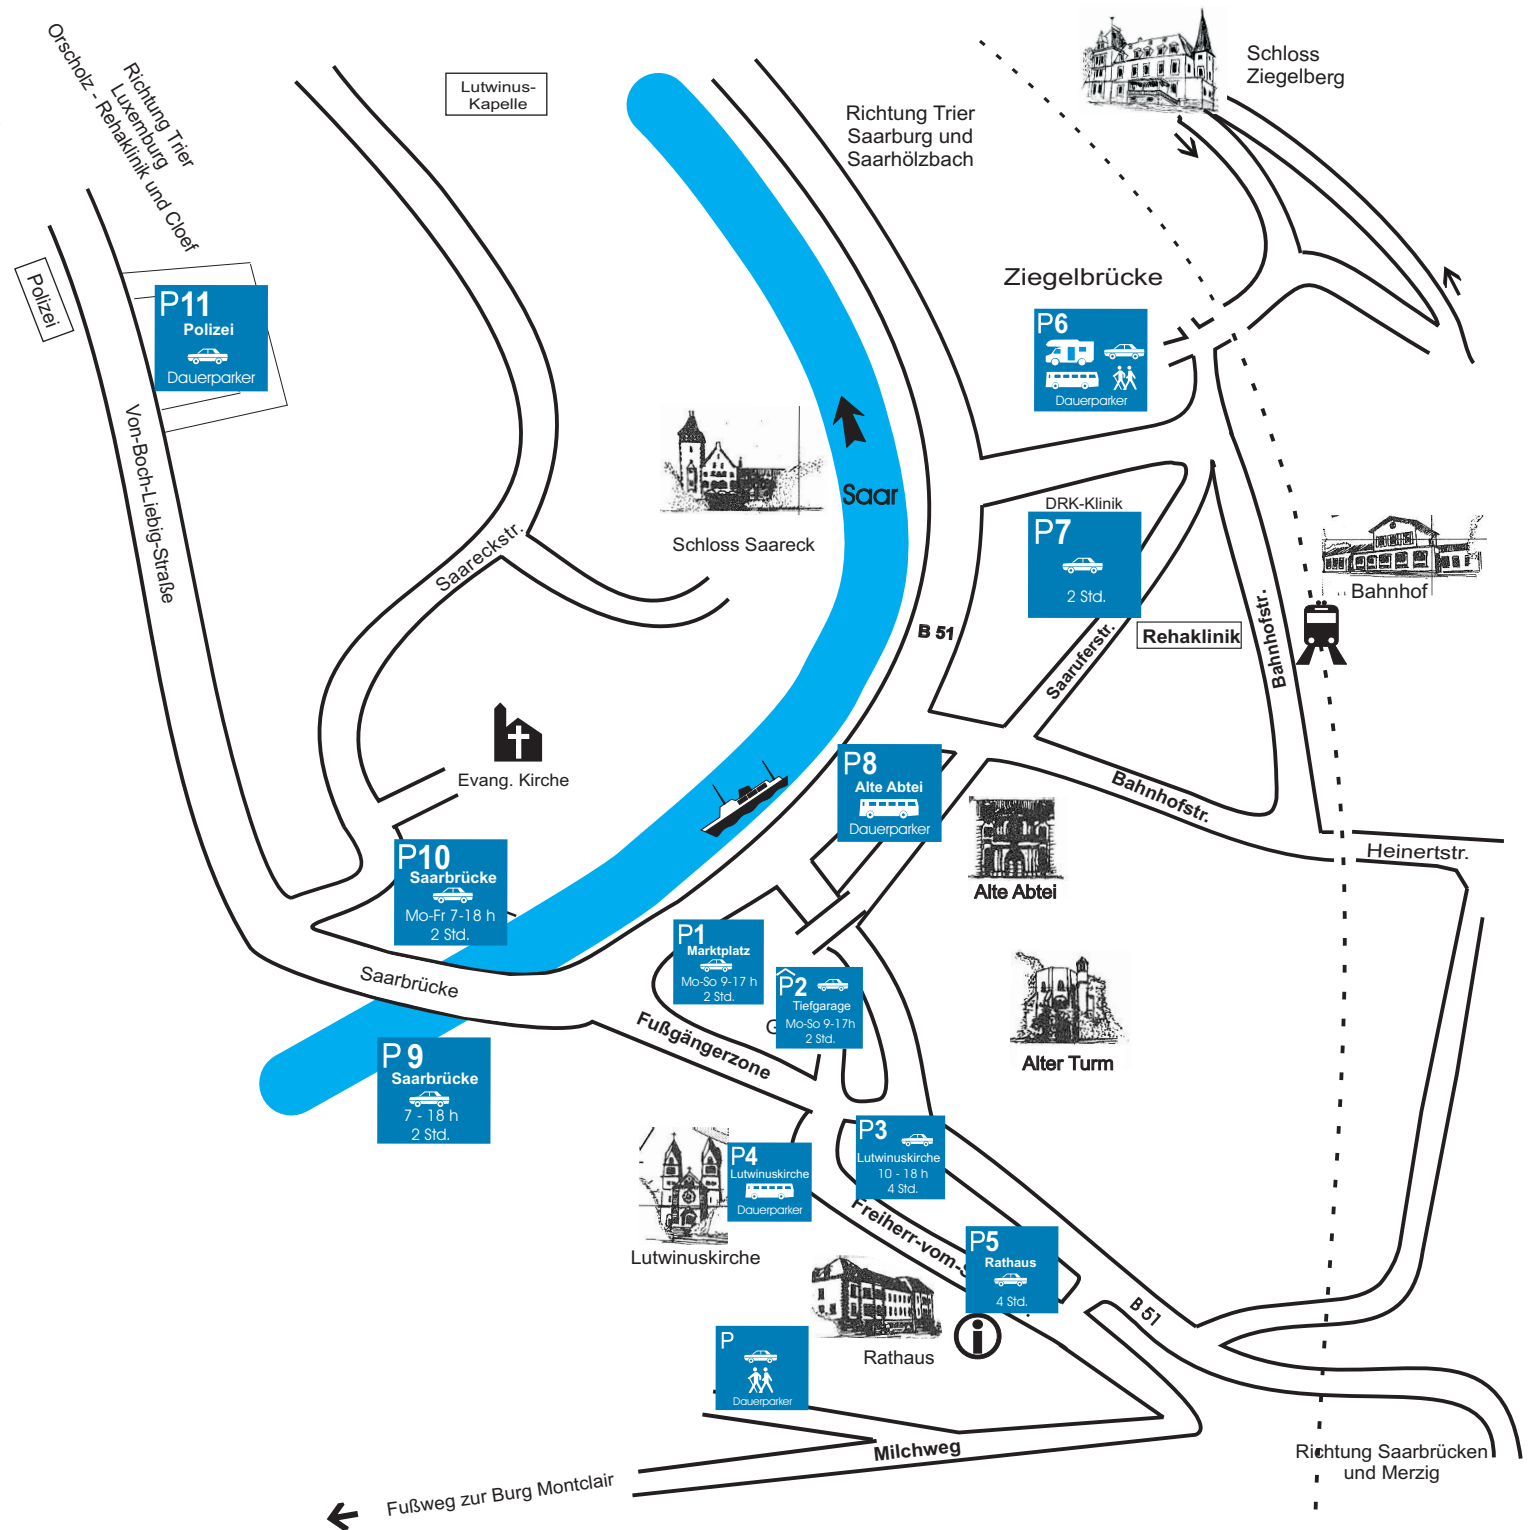 Schloss
Ziegelberg
Lutwinus-
Kapelle
Richtung Trier
Luxemburg
Orscholz - Rehaklinik und Cloef
Richtung Trier
Saarburg und
Saarhölzbach
Polizei
P11
Polizei
Dauerparker
Ziegelbrücke
P6
Dauerparker
Von-Boch-Liebig-Straße
Saar
Schloss Saareck
Saareckstr.
DRK-Klinik
P7
2 Std.
Bahnhof
B 51
Rehaklinik
Saaruferstr.
Bahnhofstr.
Evang. Kirche
P8
Alte Abtei
Dauerparker
Bahnhofstr.
Heinertstr.
Alte Abtei
P10
Saarbrücke
Mo-Fr 7-18 h
2 Std.
Saarbrücke
P1
Marktplatz
Mo-So 9-17 h
2 Std.
P2
Tiefgarage
Mo-So 9-17h
2 Std.
Fußgängerzone
Alter Turm
P 9
Saarbrücke
7 - 18 h
2 Std.
P3
Lutwinuskirche
10 - 18 h
4 Std.
P4
Lutwinuskirche
Dauerparker
Lutwinuskirche
Freiherr-vom-
P5
Rathaus
4 Std.
B 51
Rathaus
P
Dauerparker
Milchweg
Richtung Saarbrücken
und Merzig
Fußweg zur Burg Montclair